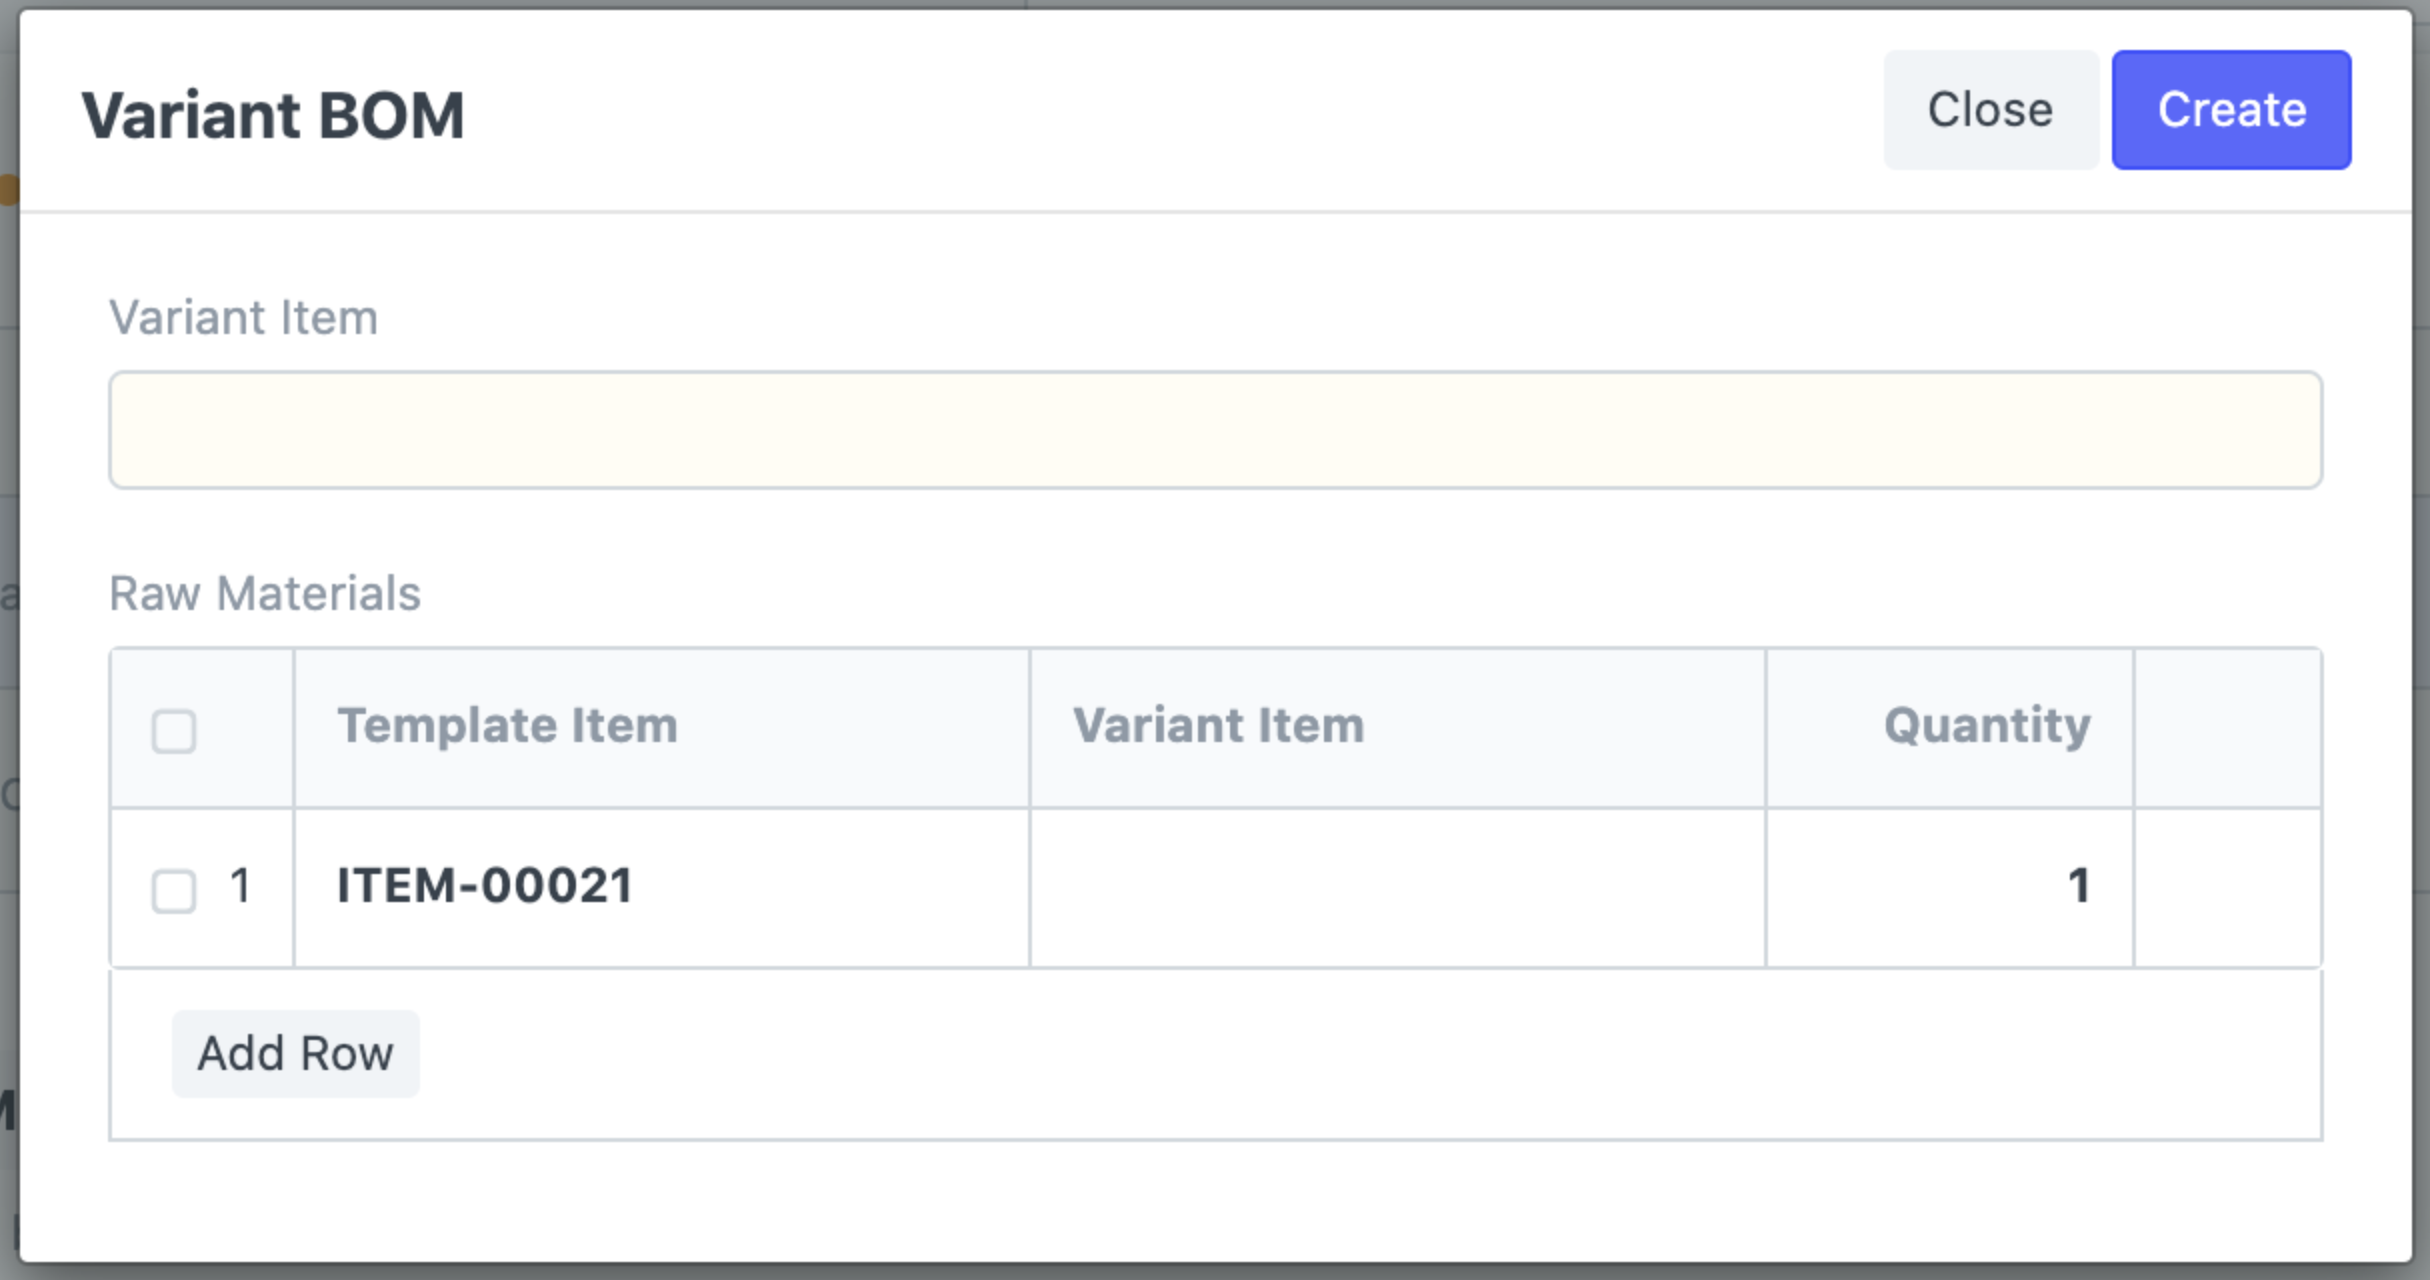 Variant BOM
Close
Create
Variant Item
Raw Materials
Template Item
Variant Item
Quantity
1
ITEM-00021
1
Add Row